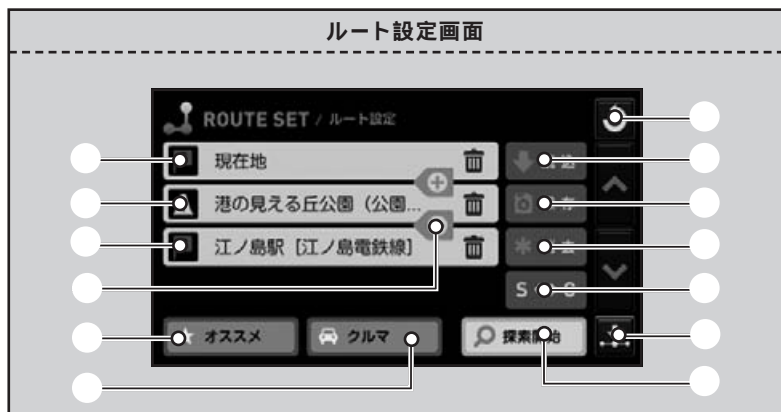 ルート設定画面
ROUTE SET / ルート設定
現在地
港の見える丘公園（公園...
江ノ島駅［江ノ島電鉄線］
S G
オススメ
クルマ
探索開始